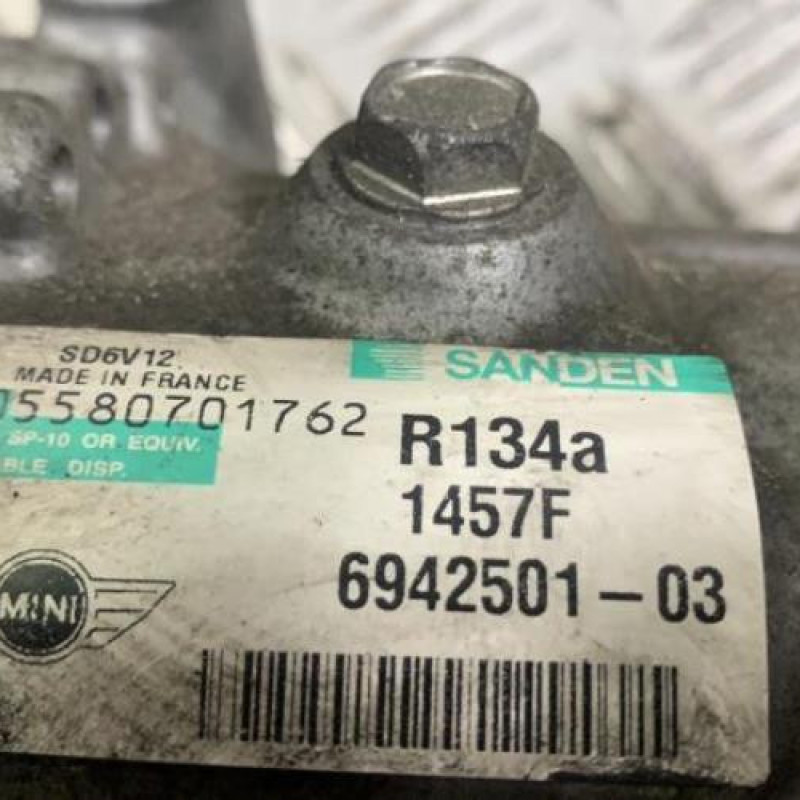 SD6V12
SANDEN
MADE IN FRANCE
05580701762
R134a
SP-10 OR EQUIV.
BLE DISP.
1457F
6942501-03
MINI